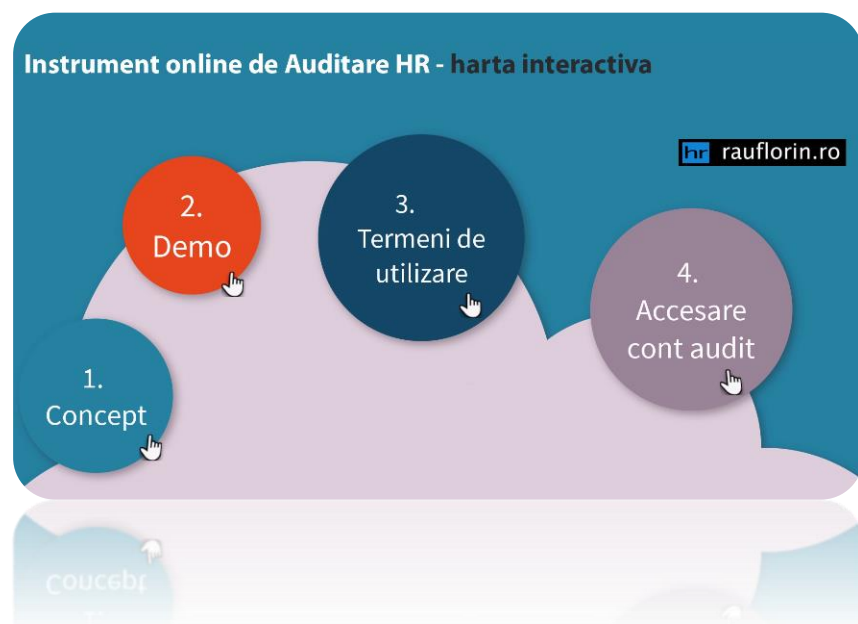 Instrument online de Auditare HR - harta interactiva
hr rauflorin.ro
2.
Demo
3.
Termeni de
utilizare
4.
Accesare
cont audit
1.
Concept